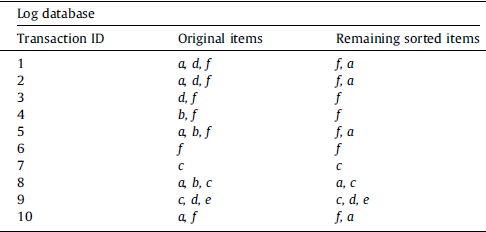 Log database
Transaction ID Original items Remaining sorted items
1 a, d, f f, a
2 a, d, f f, a
3 d, f f
4 b, f f
5 a, b, f f, a
6 f f
7 c c
8 a, b, c a, c
9 c, d, e c, d, e
10 a, f f, a